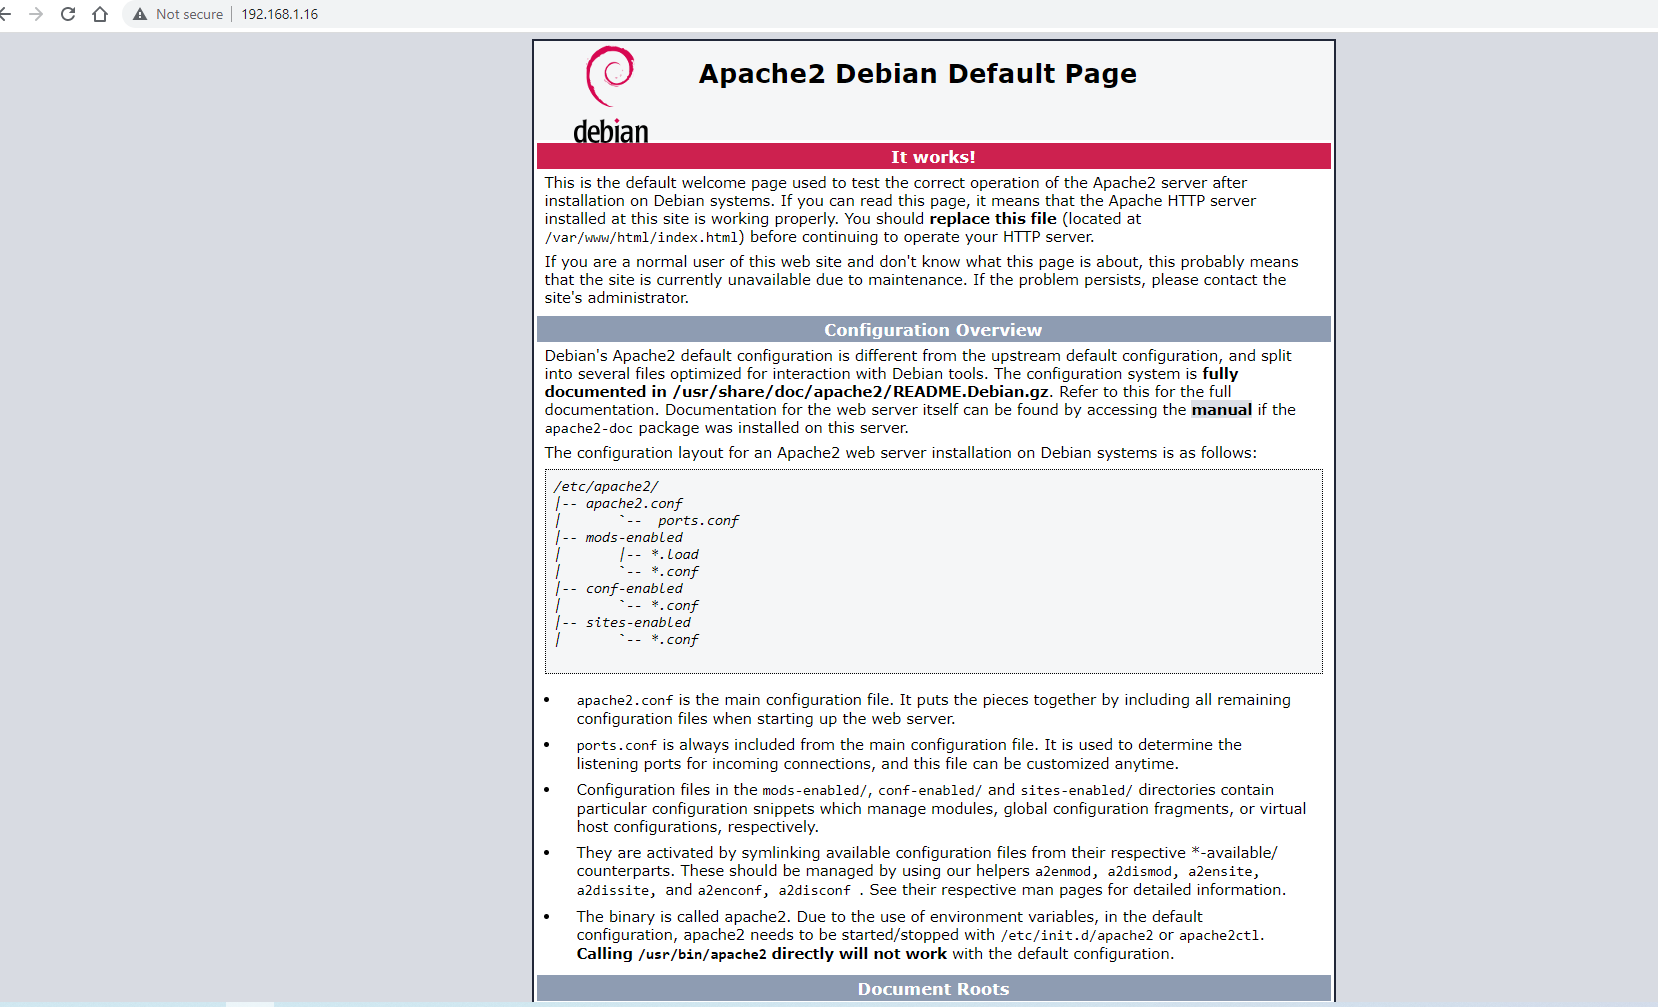 Not secure | 192.168.1.16
Apache2 Debian Default Page
debian
It works!
This is the default welcome page used to test the correct operation of the Apache2 server after
installation on Debian systems. If you can read this page, it means that the Apache HTTP server
installed at this site is working properly. You should replace this file (located at
/var/www/html/index.html) before continuing to operate your HTTP server.
If you are a normal user of this web site and don't know what this page is about, this probably means
that the site is currently unavailable due to maintenance. If the problem persists, please contact the
site's administrator.
Configuration Overview
Debian's Apache2 default configuration is different from the upstream default configuration, and split
into several files optimized for interaction with Debian tools. The configuration system is fully
documented in /usr/share/doc/apache2/README.Debian.gz. Refer to this for the full
documentation. Documentation for the web server itself can be found by accessing the manual if the
apache2-doc package was installed on this server.
The configuration layout for an Apache2 web server installation on Debian systems is as follows:
/etc/apache2/
|-- apache2.conf
|       `--  ports.conf
|-- mods-enabled
|       |-- *.load
|       `-- *.conf
|-- conf-enabled
|       `-- *.conf
|-- sites-enabled
|       `-- *.conf
• apache2.conf is the main configuration file. It puts the pieces together by including all remaining
configuration files when starting up the web server.
• ports.conf is always included from the main configuration file. It is used to determine the
listening ports for incoming connections, and this file can be customized anytime.
• Configuration files in the mods-enabled/, conf-enabled/ and sites-enabled/ directories contain
particular configuration snippets which manage modules, global configuration fragments, or virtual
host configurations, respectively.
• They are activated by symlinking available configuration files from their respective *-available/
counterparts. These should be managed by using our helpers a2enmod, a2dismod, a2ensite,
a2dissite, and a2enconf, a2disconf . See their respective man pages for detailed information.
• The binary is called apache2. Due to the use of environment variables, in the default
configuration, apache2 needs to be started/stopped with /etc/init.d/apache2 or apache2ctl.
Calling /usr/bin/apache2 directly will not work with the default configuration.
Document Roots